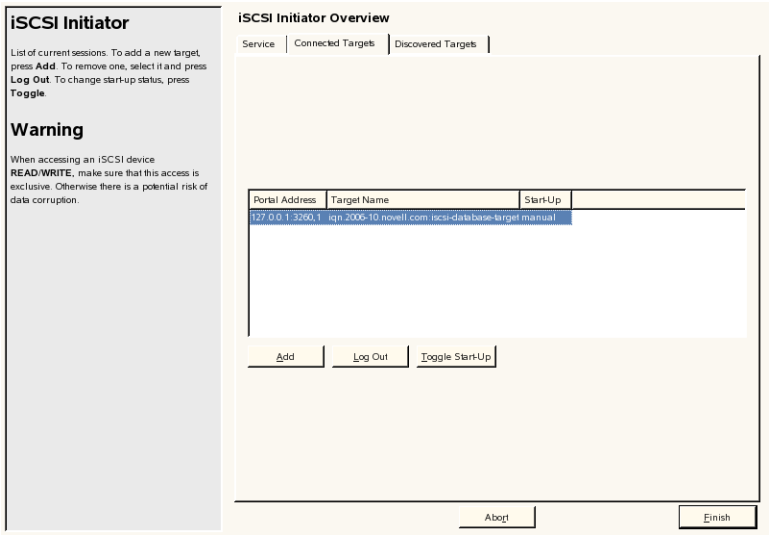 iSCSI Initiator
List of current sessions. To add a new target,
press Add. To remove one, select it and press
Log Out. To change start-up status, press
Toggle.
Warning
When accessing an iSCSI device
READ/WRITE, make sure that this access is
exclusive. Otherwise there is a potential risk of
data corruption.
iSCSI Initiator Overview
Service Connected Targets Discovered Targets
Portal Address Target Name Start-Up
127.0.0.1:3260,1 iqn.2006-10.novell.com:iscsi-database-target manual
Add Log Out Toggle Start-Up
Abort Finish